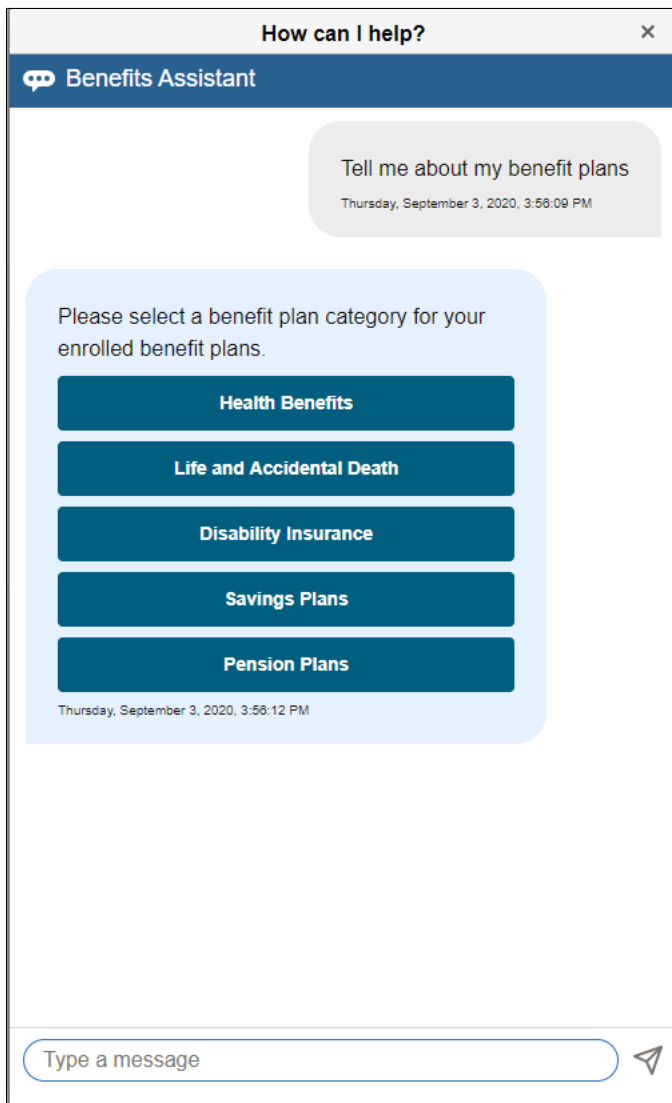 How can I help?
×
Benefits Assistant
Tell me about my benefit plans
Thursday, September 3, 2020, 3:56:09 PM
Please select a benefit plan category for your
enrolled benefit plans.
Health Benefits
Life and Accidental Death
Disability Insurance
Savings Plans
Pension Plans
Thursday, September 3, 2020, 3:56:12 PM
Type a message